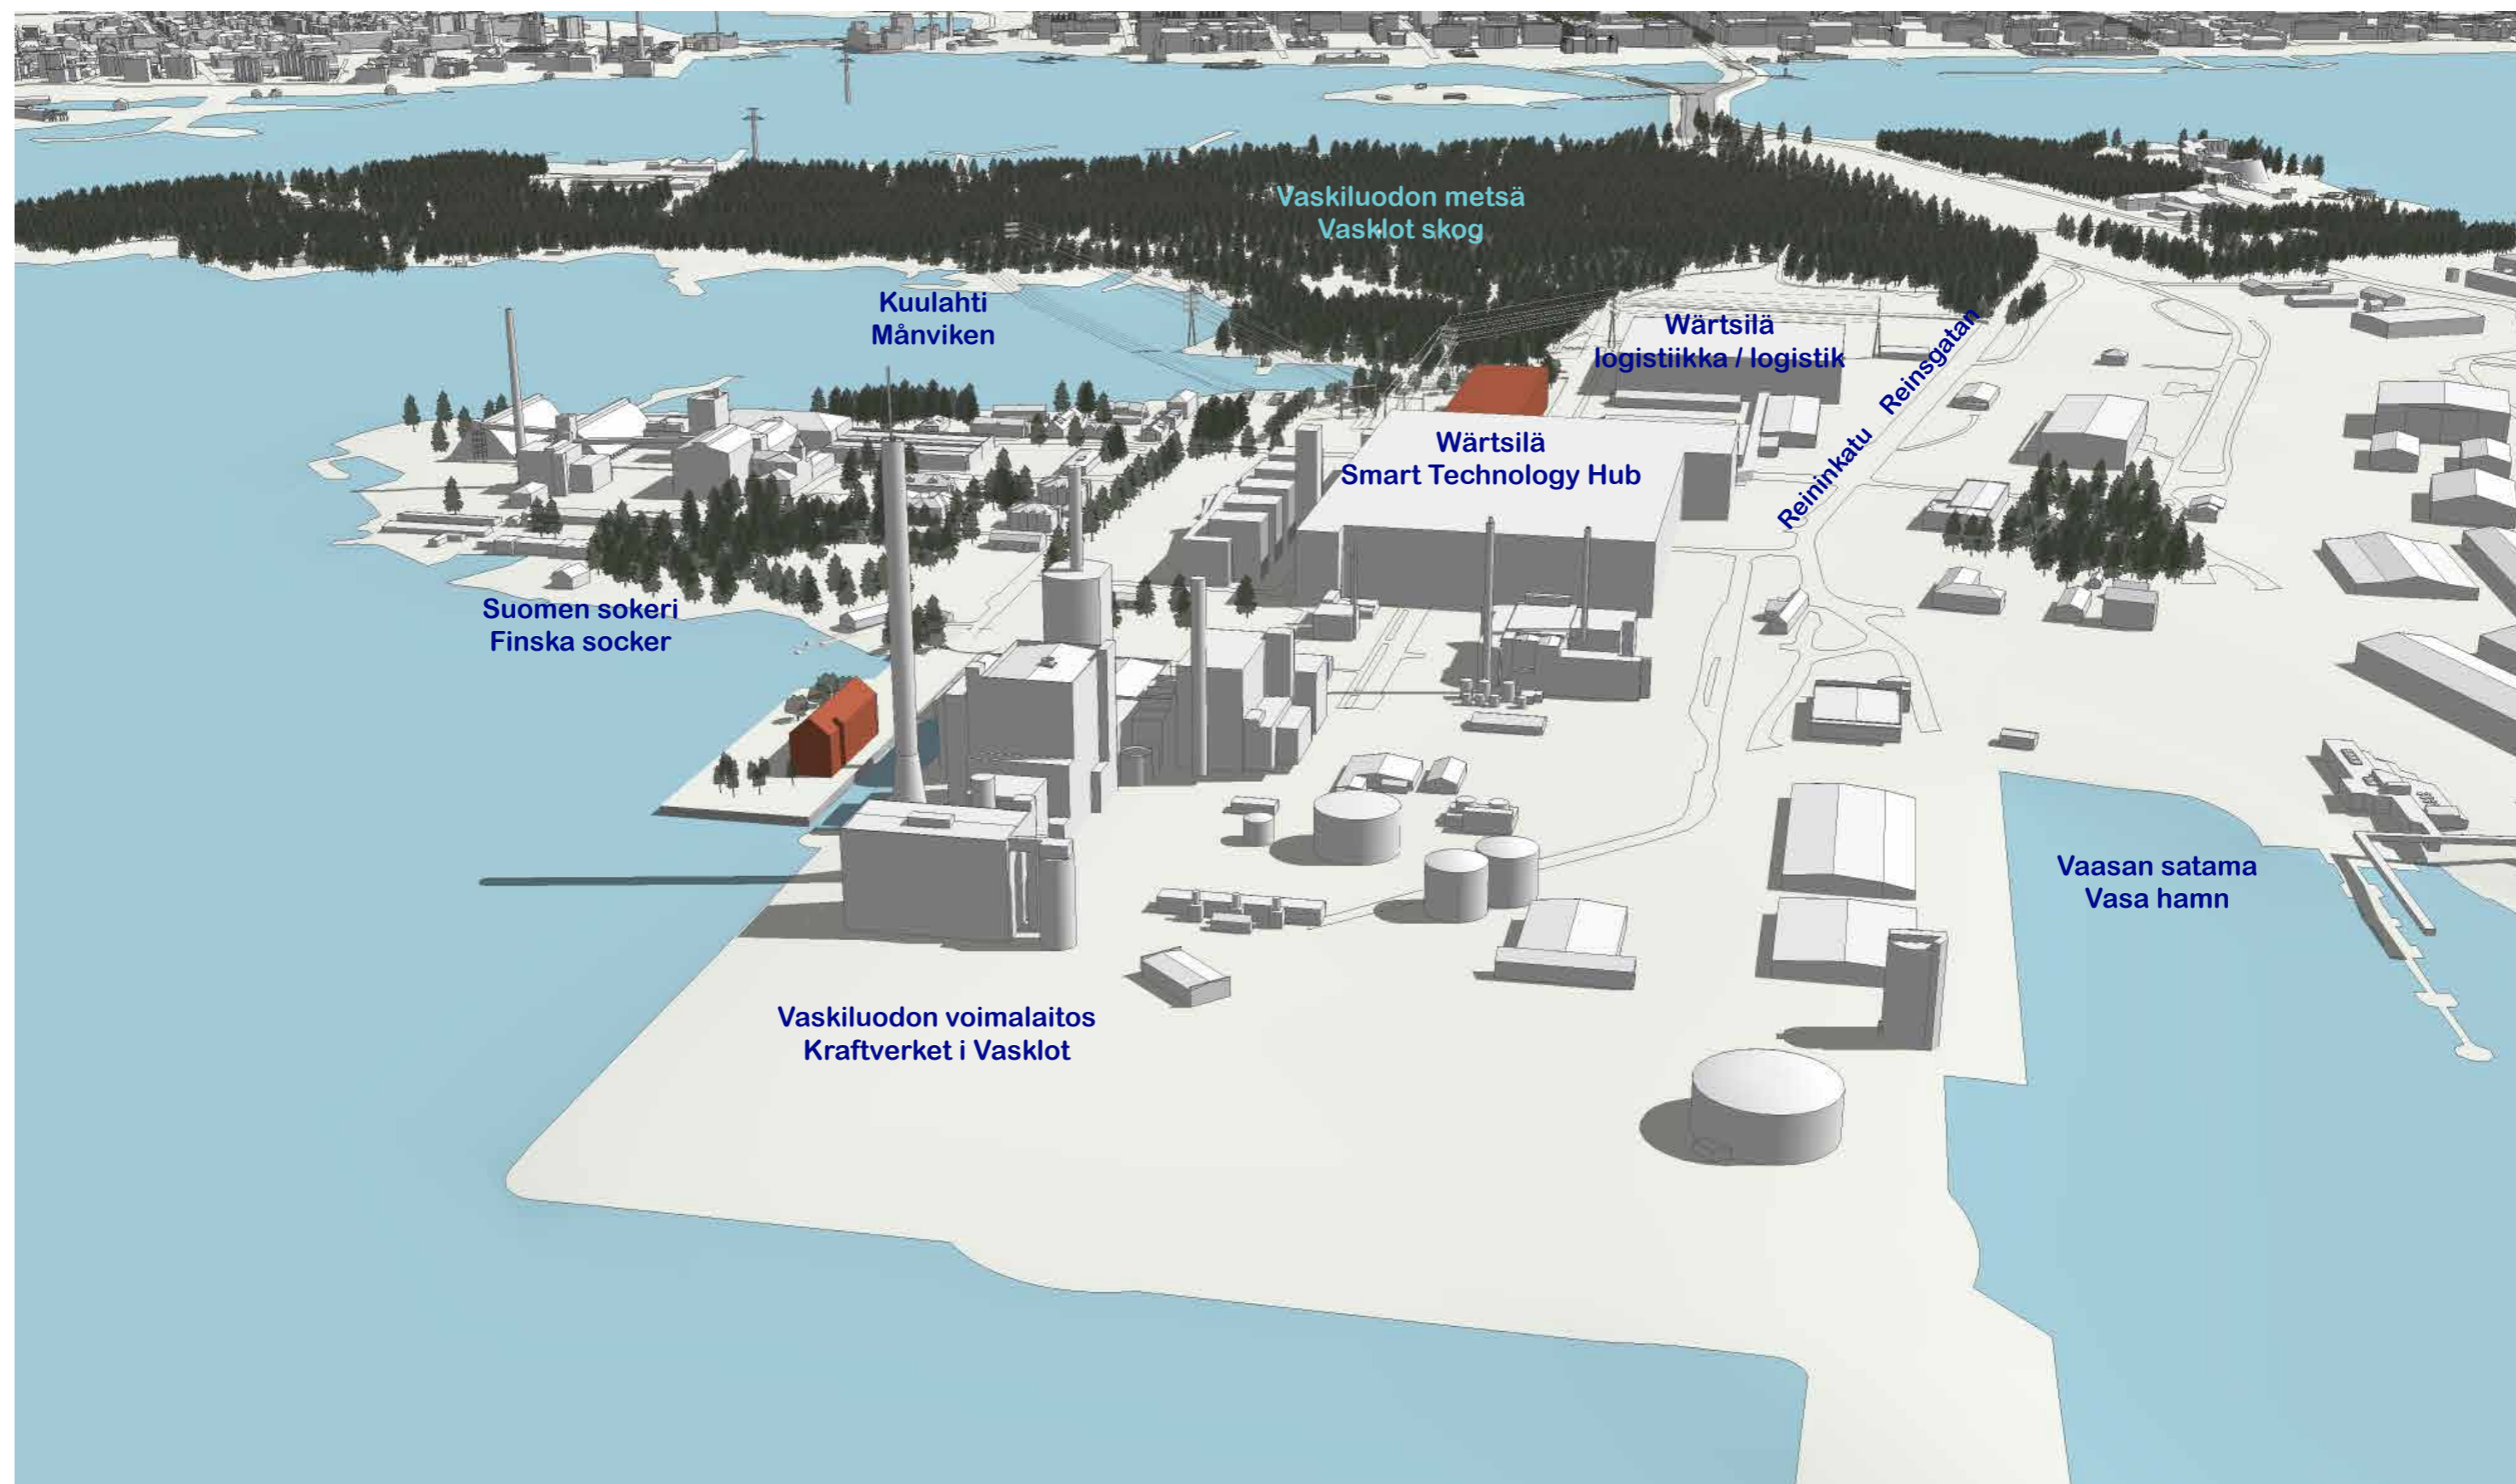 Vaskiluodon metsä
Vasklot skog
Kuulahti
Månviken
Wärtsilä
logistiikka / logistik
Reininkatu Reinsgatan
Wärtsilä
Smart Technology Hub
Suomen sokeri
Finska socker
Vaasan satama
Vasa hamn
Vaskiluodon voimalaitos
Kraftverket i Vasklot